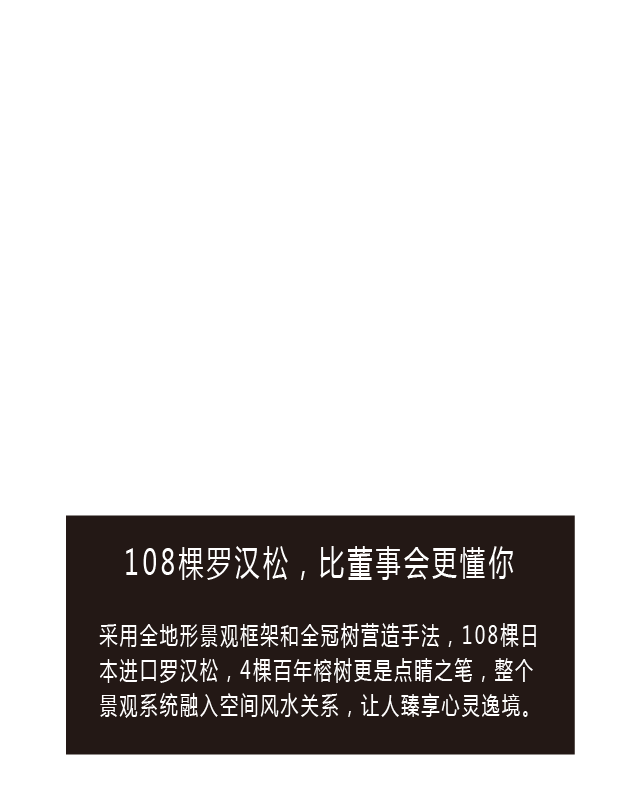 108棵罗汉松，比董事会更懂你
采用全地形景观框架和全冠树营造手法，108棵日
本进口罗汉松，4棵百年榕树更是点睛之笔，整个
景观系统融入空间风水关系，让人臻享心灵逸境。